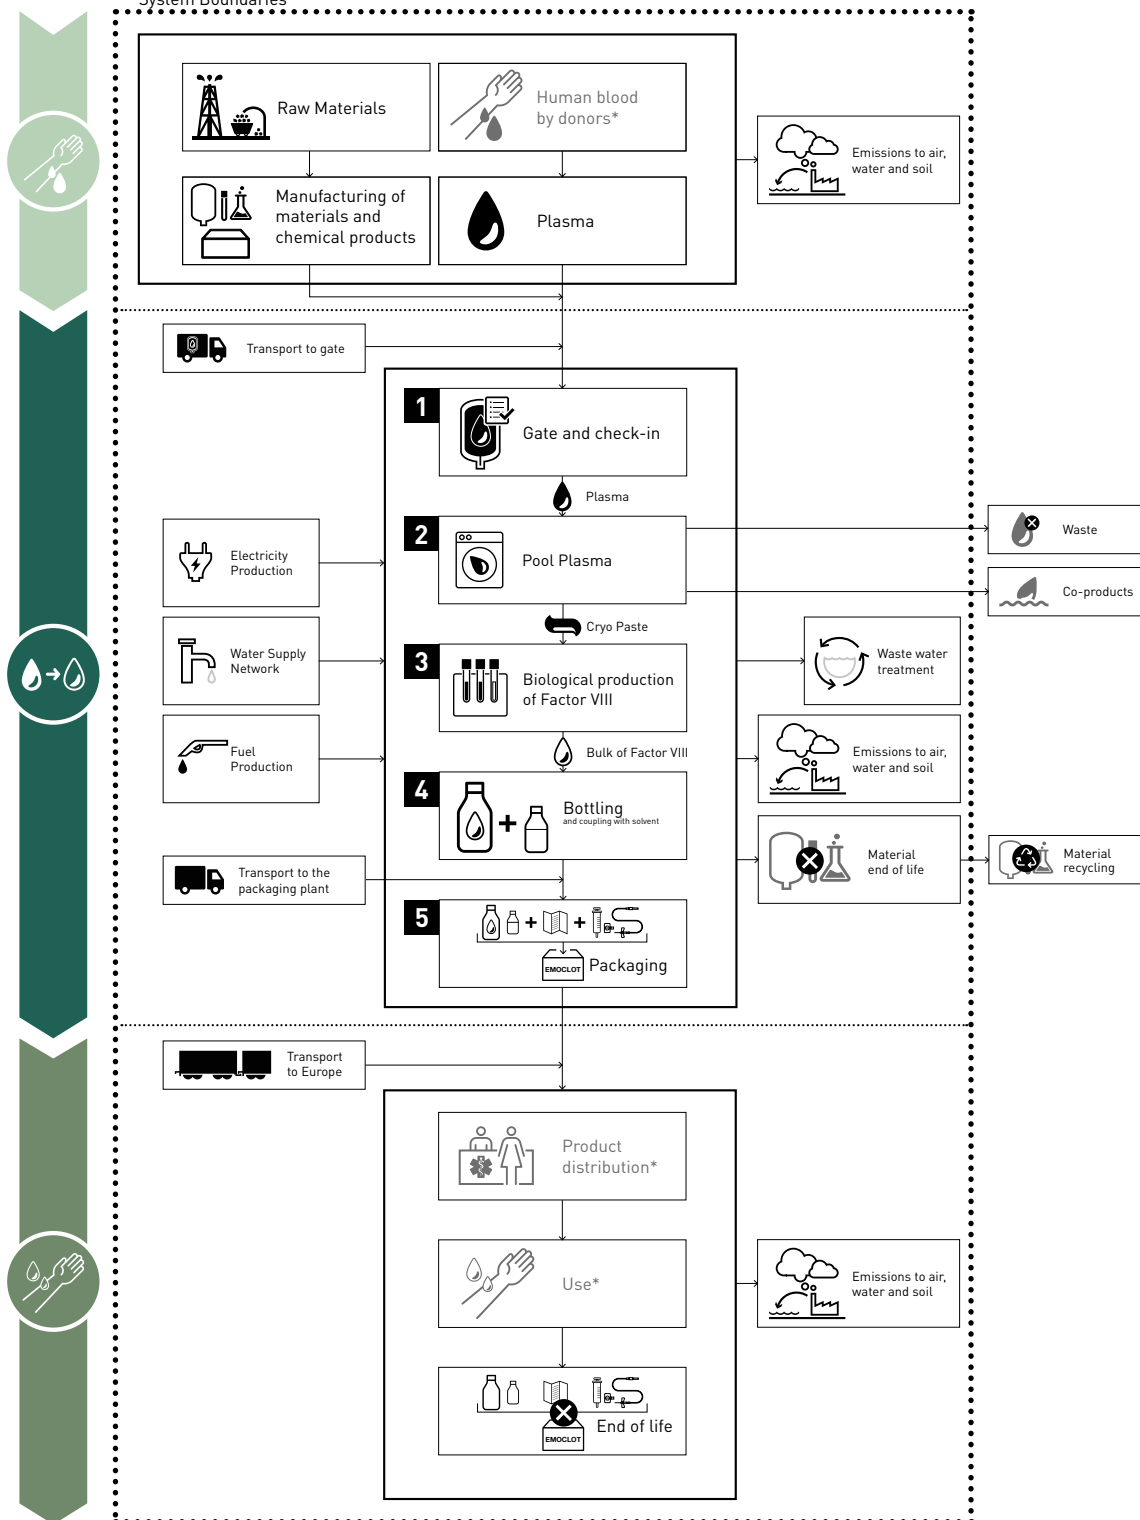 System Boundaries
Raw Materials
Human blood
by donors*
Emissions to air,
water and soil
Manufacturing of
materials and
chemical products
Plasma
Transport to gate
1
Gate and check-in
Plasma
2
Pool Plasma
Waste
Electricity
Production
Co-products
Cryo Paste
3
Biological production
of Factor VIII
Water Supply
Network
Waste water
treatment
Bulk of Factor VIII
Fuel
Production
Emissions to air,
water and soil
4
Bottling
and coupling with solvent
Material
end of life
Material
recycling
Transport to the
packaging plant
5
EMOCLOT
Packaging
Transport
to Europe
Product
distribution*
Use*
Emissions to air,
water and soil
End of life
EMOCLOT